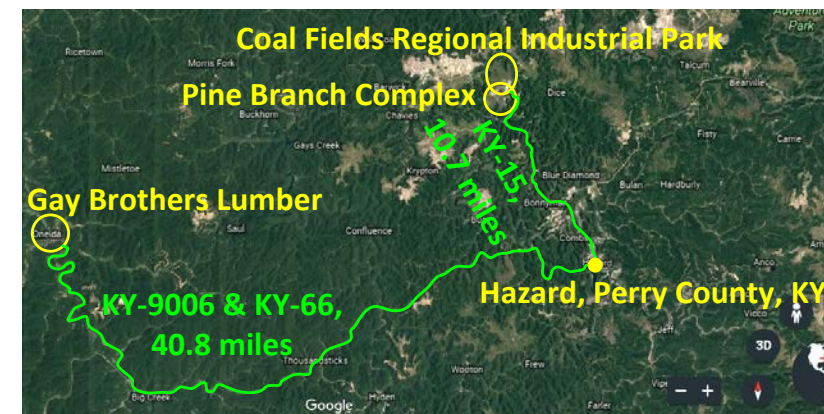 Adventure
Park
Ricetown
Coal Fields Regional Industrial Park
Morris Fork
Talcum
Bearville
Pine Branch Complex
Dice
Buckhorn
Chavies
Fisty
Carrie
Gays Creek
KY-15,
10.7 miles
Mistletoe
Krypton
Blue Diamond
Bulan
Hardburly
Gay Brothers Lumber
Oneida
Saul
Confluence
Hazard
Anco
Hazard, Perry County, KY
KY-9006 & KY-66,
40.8 miles
Vicco
Jeff
3D
Thousandsticks
Wooton
Frew
Big Creek
Google
Hyden
Farler
− +